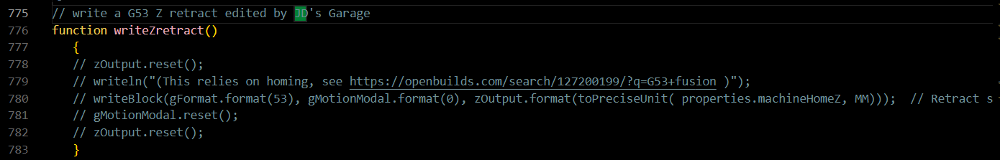 775 // write a G53 Z retract edited by JD's Garage
776 function writeZretract()
777 {
778 // zOutput.reset();
779 // writeln("(This relies on homing, see https://openbuilds.com/search/127200199/?q=G53+fusion )");
780 // writeBlock(gFormat.format(53), gMotionModal.format(0), zOutput.format(toPreciseUnit( properties.machineHomeZ, MM))); // Retract s
781 // gMotionModal.reset();
782 // zOutput.reset();
783 }